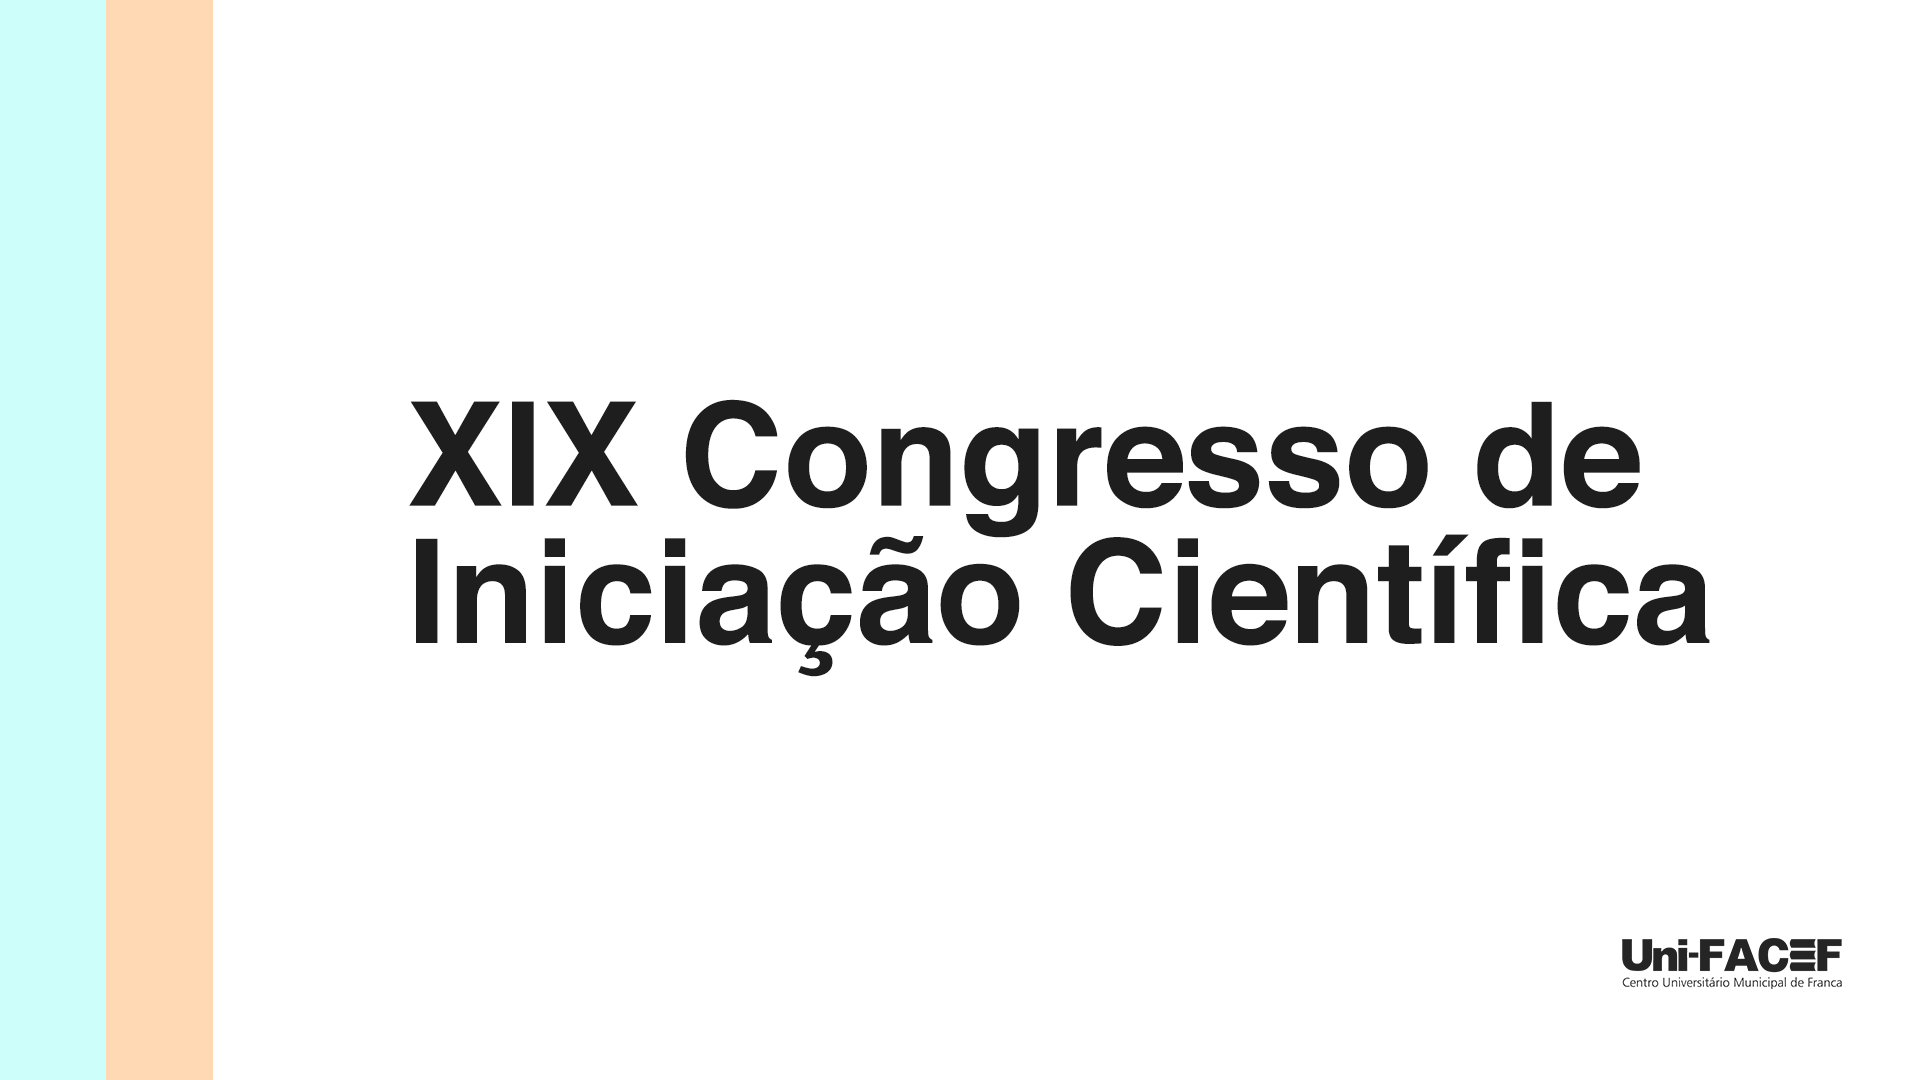 XIX Congresso de
Iniciação Científica
Uni-FACEF
Centro Universitário Municipal de Franca